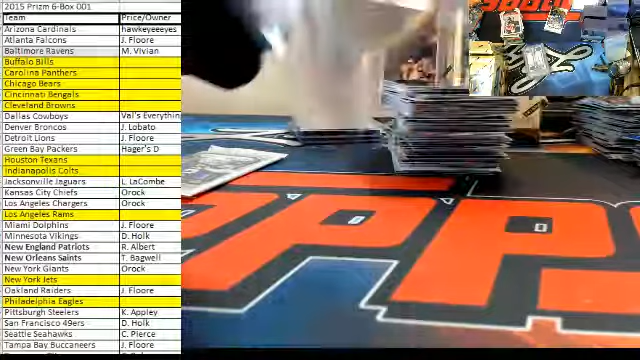 2015 Prizm 6-Box 001
Team Price/Owner
Arizona Cardinals hawkeyeeyes
Atlanta Falcons J. Floore
Baltimore Ravens M. Vivian
Buffalo Bills
Carolina Panthers
Chicago Bears
Cincinnati Bengals
Cleveland Browns
Dallas Cowboys Val's Everythin
Denver Broncos J. Lobato
Detroit Lions J. Floore
Green Bay Packers Hager's D
Houston Texans
Indianapolis Colts
Jacksonville Jaguars L. LaCombe
Kansas City Chiefs Orock
Los Angeles Chargers Orock
Los Angeles Rams
Miami Dolphins J. Floore
Minnesota Vikings D. Holk
New England Patriots R. Albert
New Orleans Saints T. Bagwell
New York Giants Orock
New York Jets
Oakland Raiders J. Floore
Philadelphia Eagles
Pittsburgh Steelers K. Appley
San Francisco 49ers D. Holk
Seattle Seahawks C. Pierce
Tampa Bay Buccaneers J. Floore
OPPS